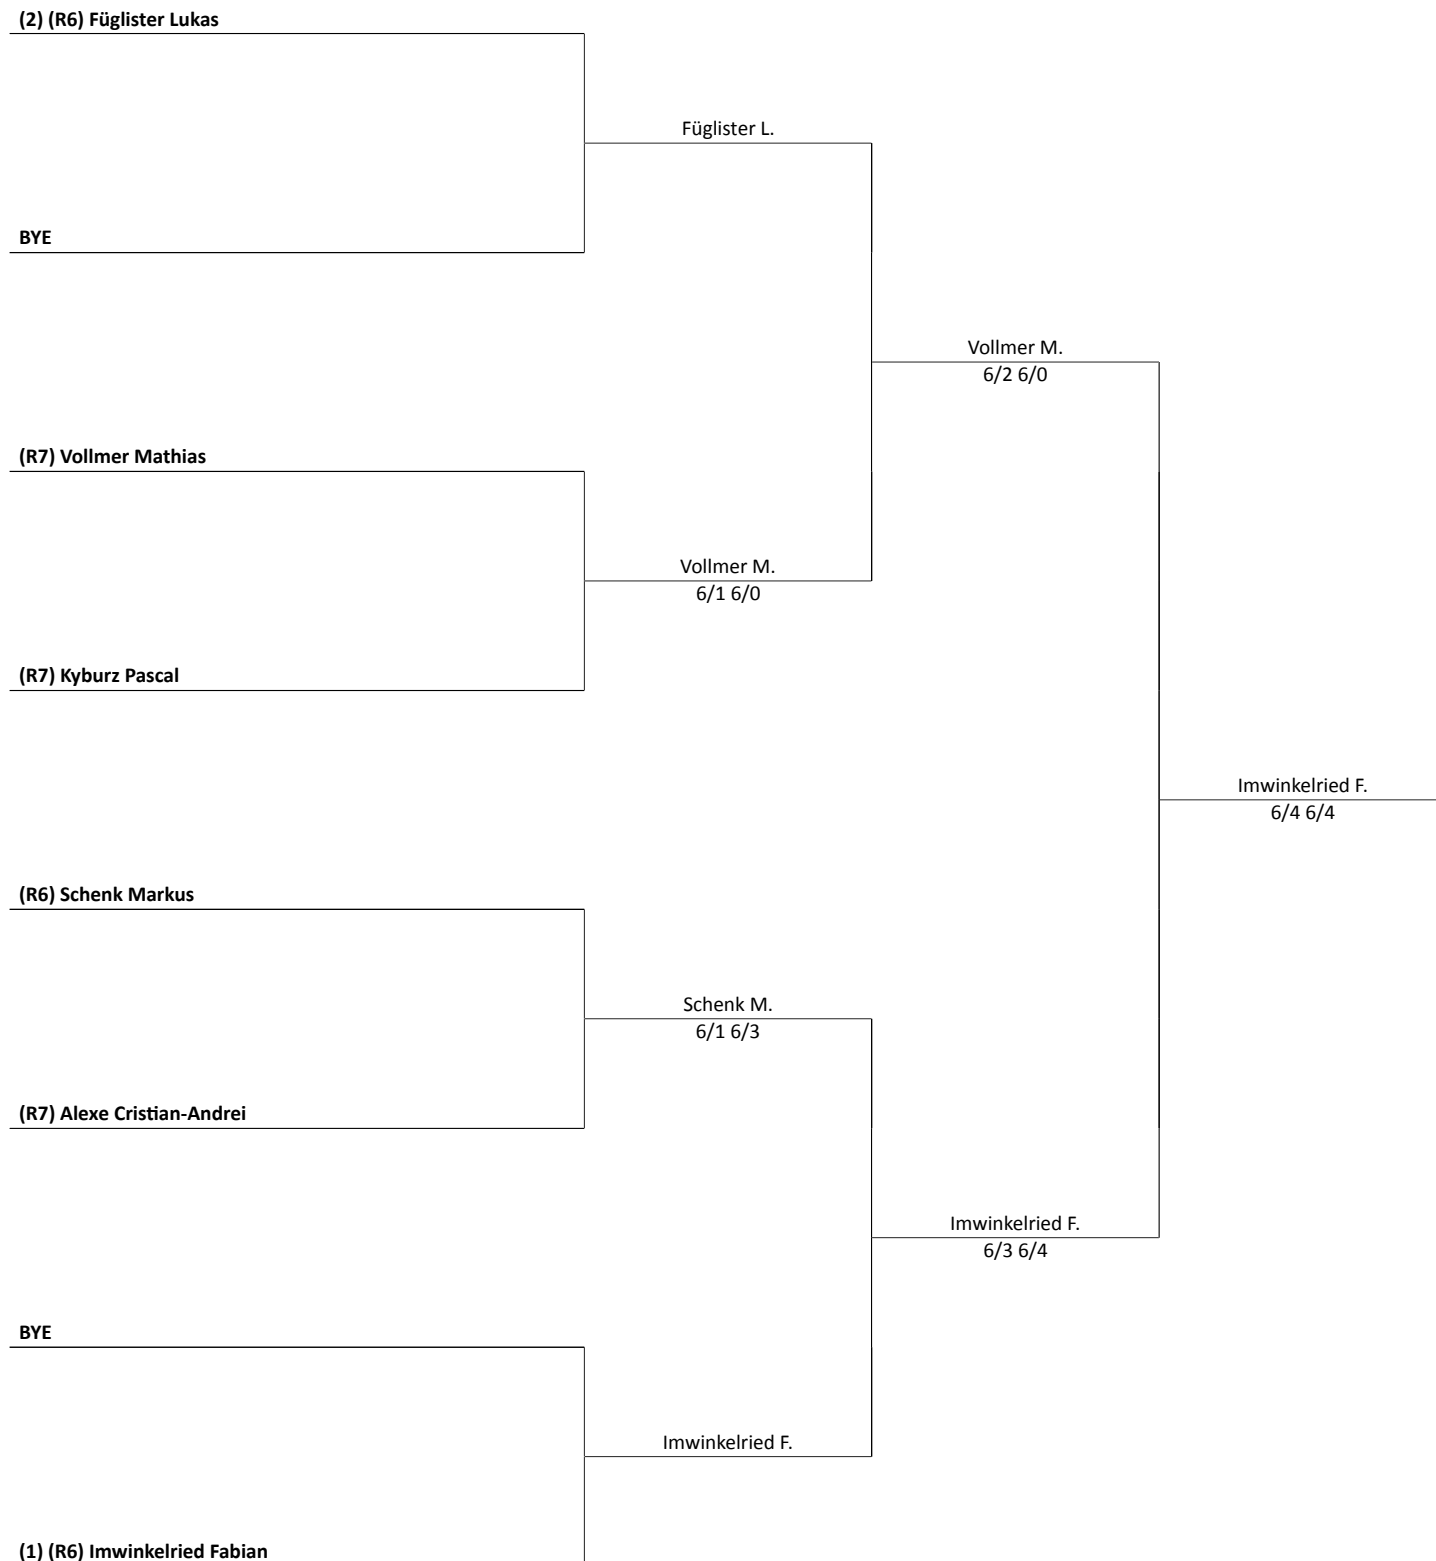 (2) (R6) Füglister Lukas
Füglister L.
BYE
Vollmer M.
6/2 6/0
(R7) Vollmer Mathias
Vollmer M.
6/1 6/0
(R7) Kyburz Pascal
Imwinkelried F.
6/4 6/4
(R6) Schenk Markus
Schenk M.
6/1 6/3
(R7) Alexe Cristian-Andrei
Imwinkelried F.
6/3 6/4
BYE
Imwinkelried F.
(1) (R6) Imwinkelried Fabian